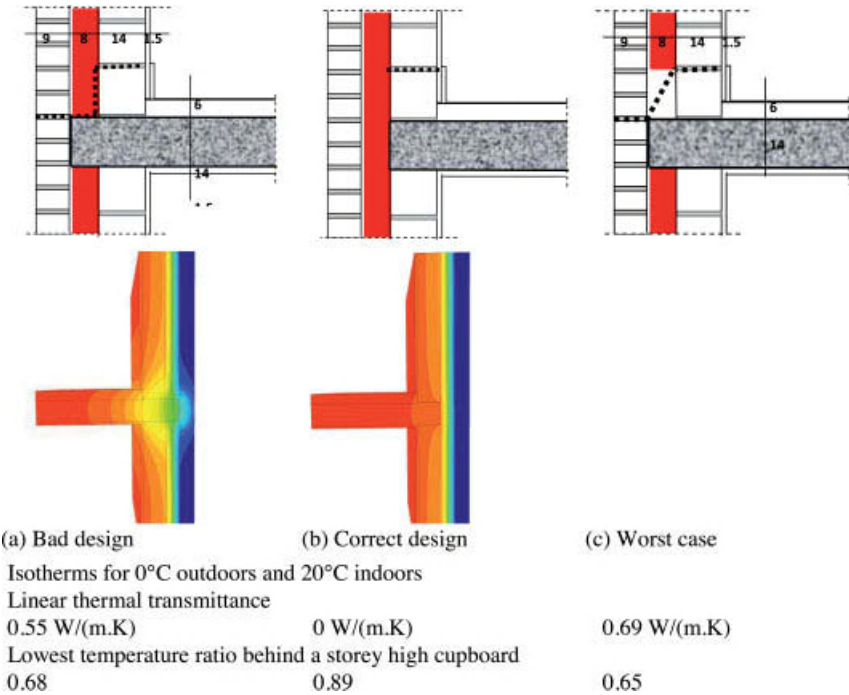 9 8 14 1.5
6
14
9 8 14 1.5
6
14
(a) Bad design (b) Correct design (c) Worst case
Isotherms for 0°C outdoors and 20°C indoors
Linear thermal transmittance
0.55 W/(m.K) 0 W/(m.K) 0.69 W/(m.K)
Lowest temperature ratio behind a storey high cupboard
0.68 0.89 0.65